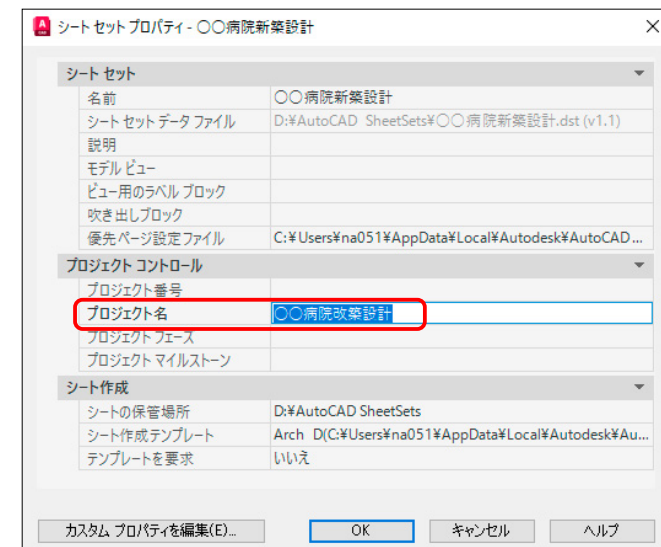 シート セット プロパティ - 〇〇病院新築設計
シート セット
名前 〇〇病院新築設計
シート セット データ ファイル D:¥AutoCAD SheetSets¥〇〇病院新築設計.dst (v1.1)
説明
モデル ビュー
ビュー用のラベル ブロック
吹き出しブロック
優先ページ設定ファイル C:¥Users¥na051¥AppData¥Local¥Autodesk¥AutoCAD...
プロジェクト コントロール
プロジェクト番号
プロジェクト名 〇〇病院改築設計
プロジェクト フェーズ
プロジェクト マイルストーン
シート作成
シートの保管場所 D:¥AutoCAD SheetSets
シート作成テンプレート Arch D(C:¥Users¥na051¥AppData¥Local¥Autodesk¥Au...
テンプレートを要求 いいえ
カスタム プロパティを編集(E)... OK キャンセル ヘルプ